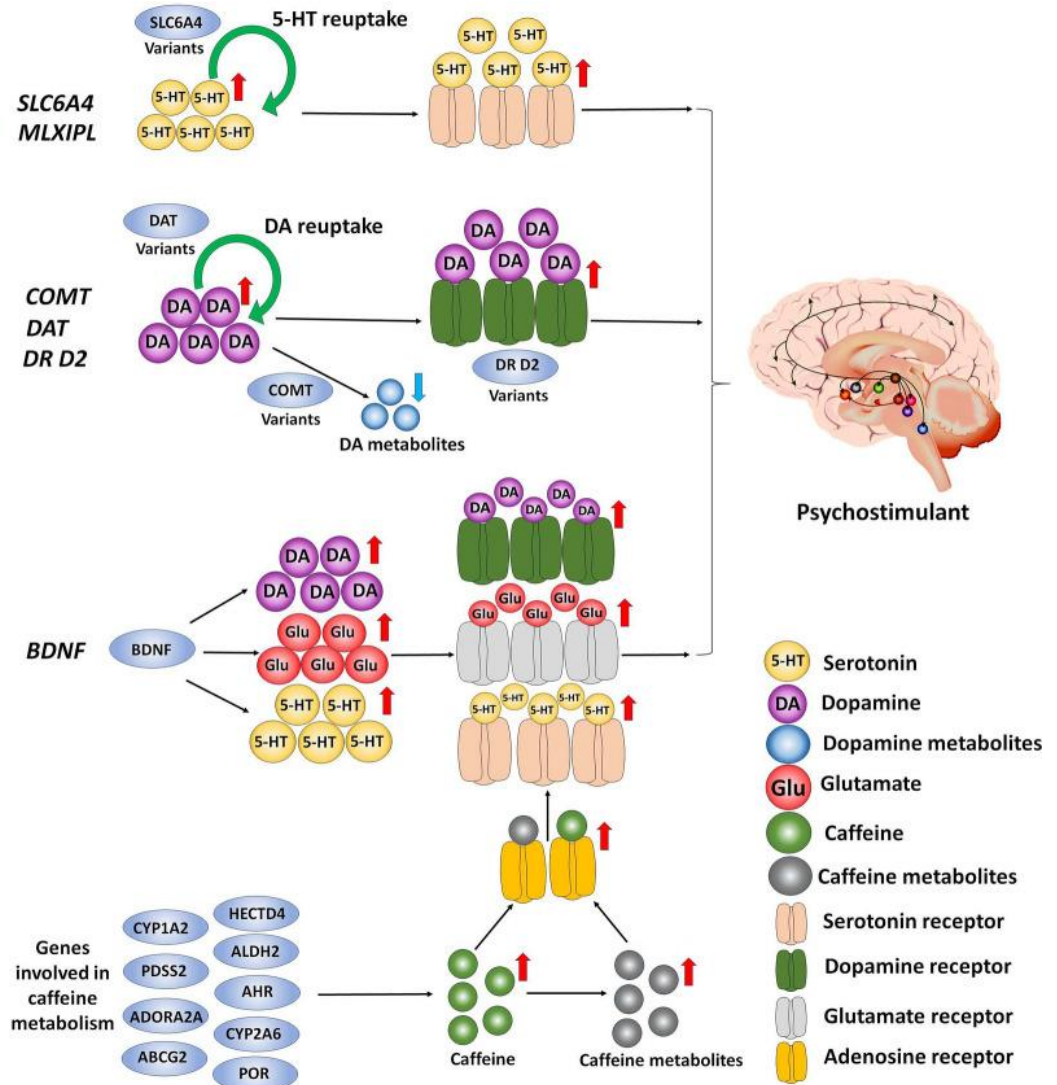 SLC6A4
Variants
5-HT reuptake
5-HT 5-HT
5-HT 5-HT
5-HT 5-HT 5-HT
5-HT 5-HT 5-HT
SLC6A4
MLXIPL
DAT
Variants
DA reuptake
DA DA
DA DA
DA DA DA
DA DA DA
COMT
DAT
DR D2
COMT
Variants
DA metabolites
DR D2
Variants
Psychostimulant
BDNF
BDNF
DA DA
DA DA DA
Glu Glu
Glu Glu Glu
5-HT 5-HT
5-HT 5-HT 5-HT
DA DA
DA DA DA
Glu Glu
Glu Glu Glu
5-HT 5-HT
5-HT 5-HT 5-HT
Genes
involved in
caffeine
metabolism
CYP1A2
PDSS2
ADORA2A
ABCG2
HECTD4
ALDH2
AHR
CYP2A6
POR
Caffeine
Caffeine metabolites
5-HT Serotonin
DA Dopamine
Dopamine metabolites
Glu Glutamate
Caffeine
Caffeine metabolites
Serotonin receptor
Dopamine receptor
Glutamate receptor
Adenosine receptor